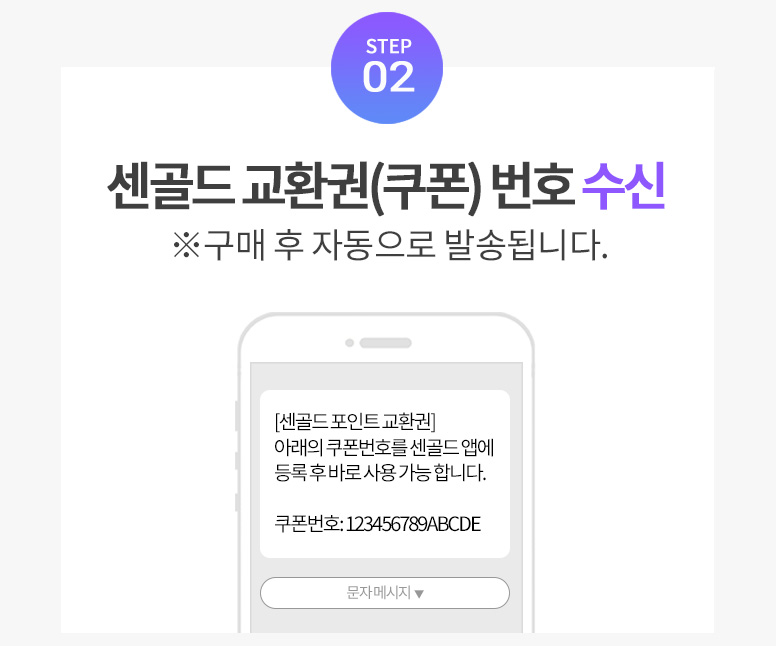 STEP
02
센골드 교환권(쿠폰) 번호 수신
※구매 후 자동으로 발송됩니다.
[센골드 포인트 교환권]
아래의 쿠폰번호를 센골드 앱에
등록 후 바로 사용 가능 합니다.
쿠폰번호: 123456789ABCDE
문자 메시지 ▼